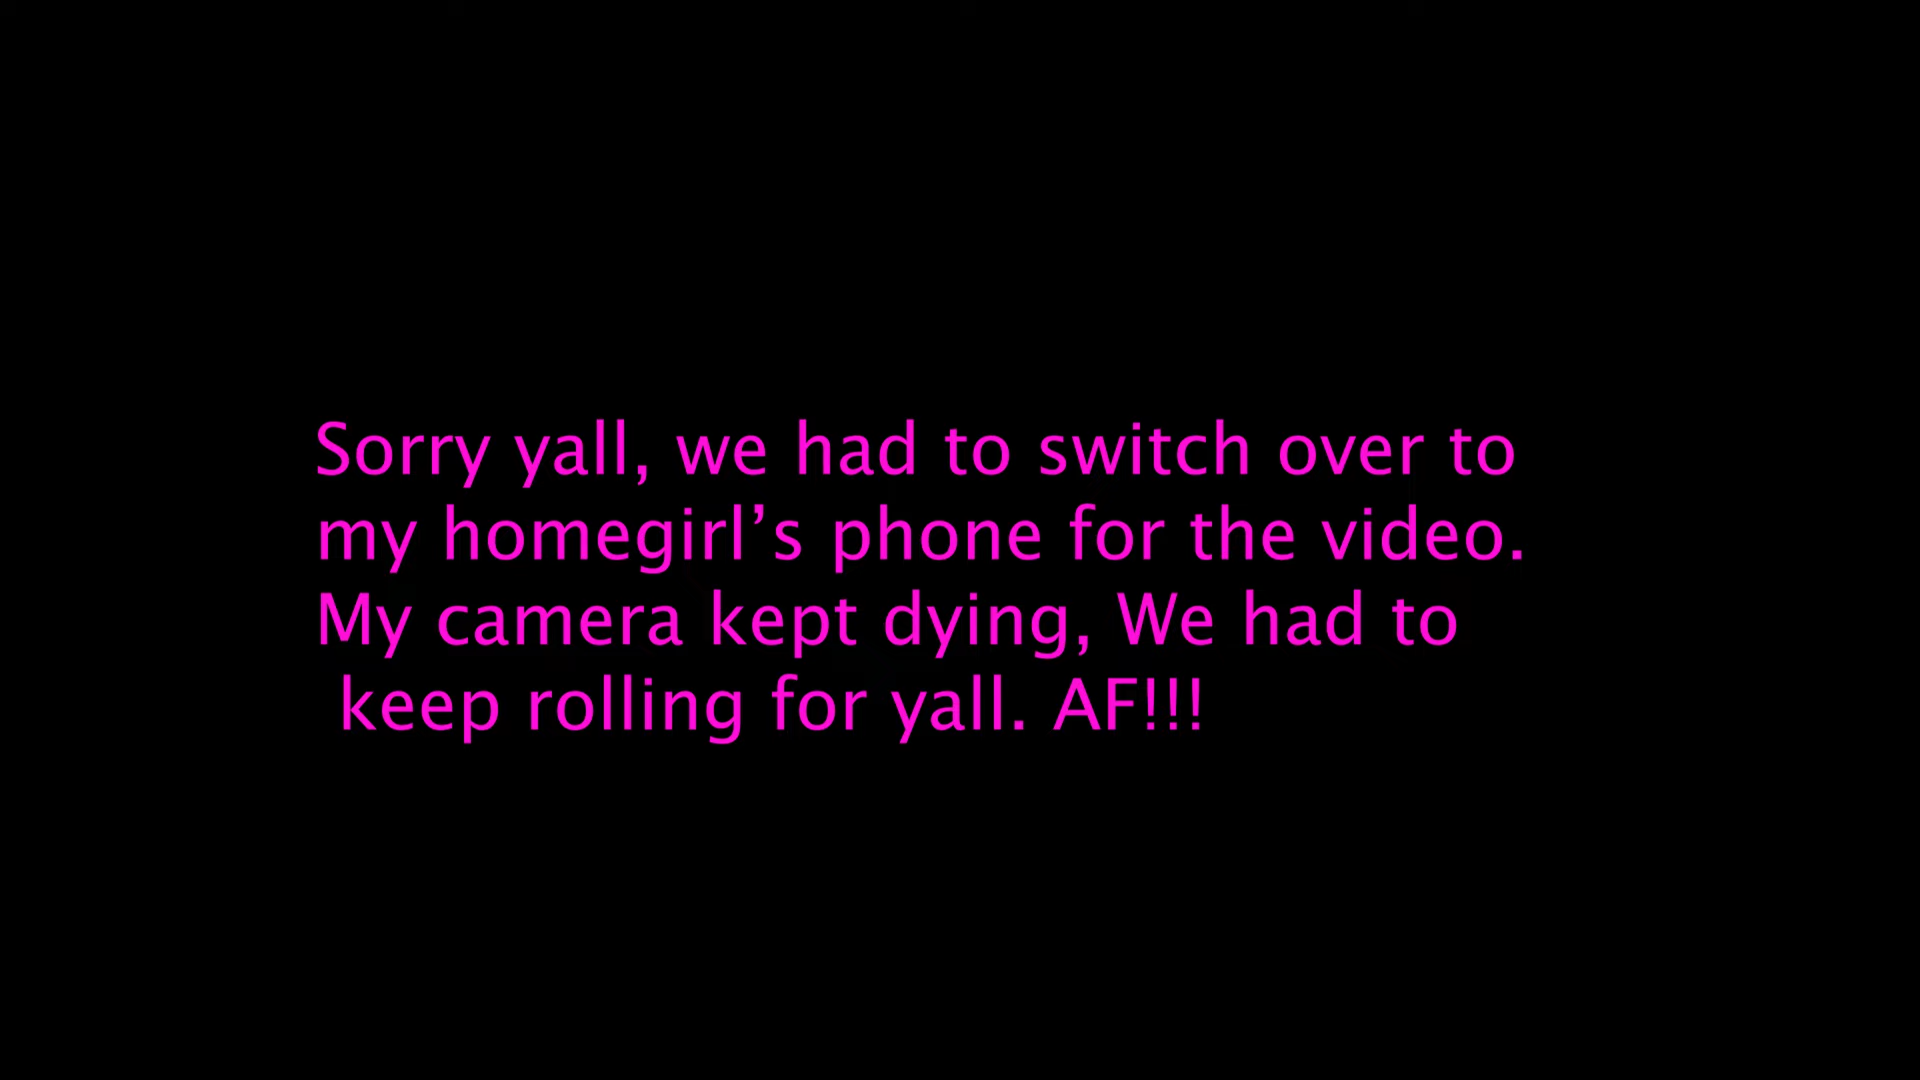 Sorry yall, we had to switch over to
my homegirl’s phone for the video.
My camera kept dying, We had to
keep rolling for yall. AF!!!